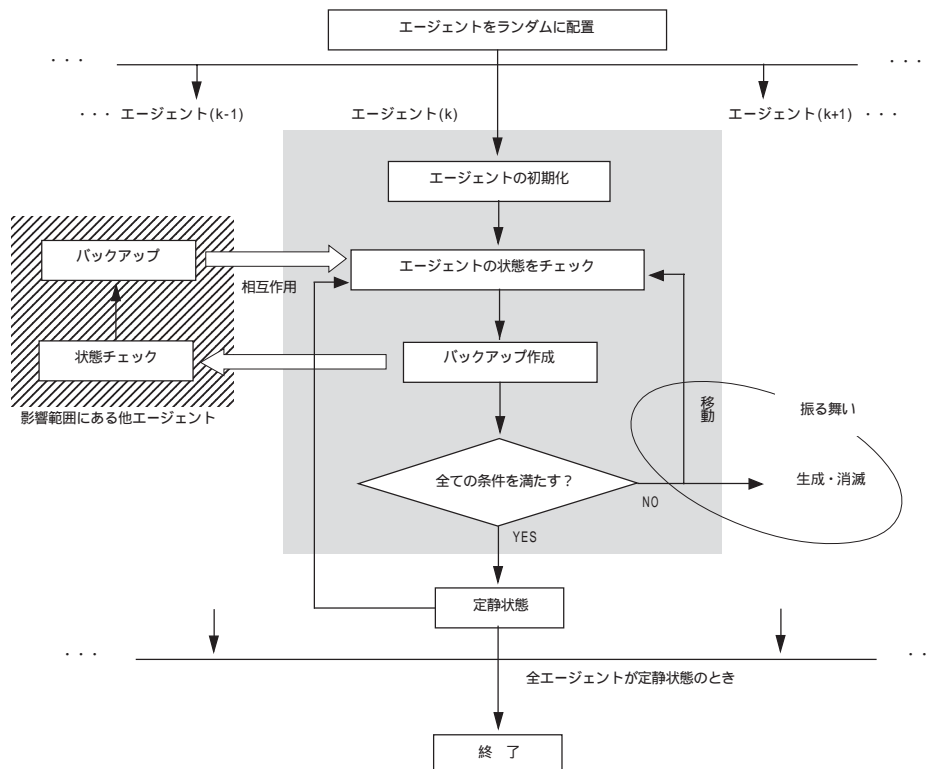 エージェントをランダムに配置
・・・
・・・
・・・ エージェント(k-1)
エージェント(k)
エージェント(k+1) ・・・
エージェントの初期化
バックアップ
エージェントの状態をチェック
相互作用
状態チェック
バックアップ作成
影響範囲にある他エージェント
移動
振る舞い
全ての条件を満たす？
生成・消滅
NO
YES
定静状態
・・・
・・
全エージェントが定静状態のとき
終 了